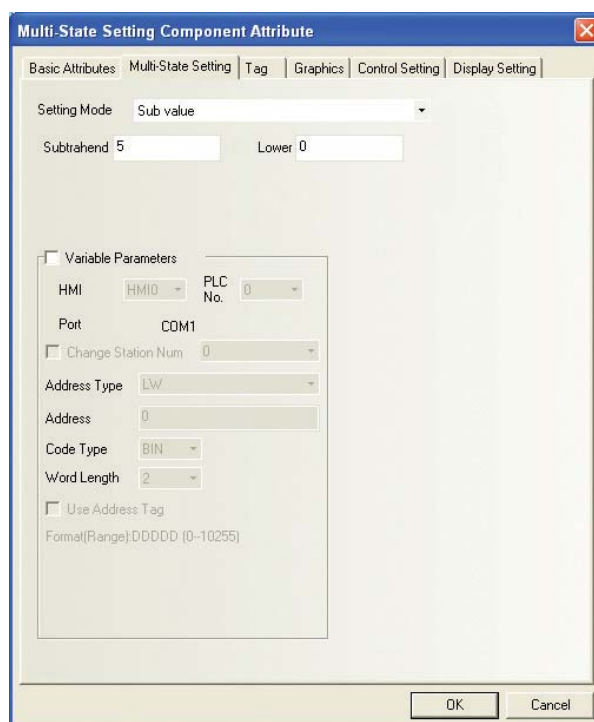 Multi-State Setting Component Attribute
Basic Attributes Multi-State Setting Tag Graphics Control Setting Display Setting
Setting Mode Sub value
Subtrahend 5 Lower 0
Variable Parameters
HMI HMI0 PLC No. 0
Port COM1
Change Station Num 0
Address Type LW
Address 0
Code Type BIN
Word Length 2
Use Address Tag
Format(Range):DDDDD (0~10255)
OK Cancel